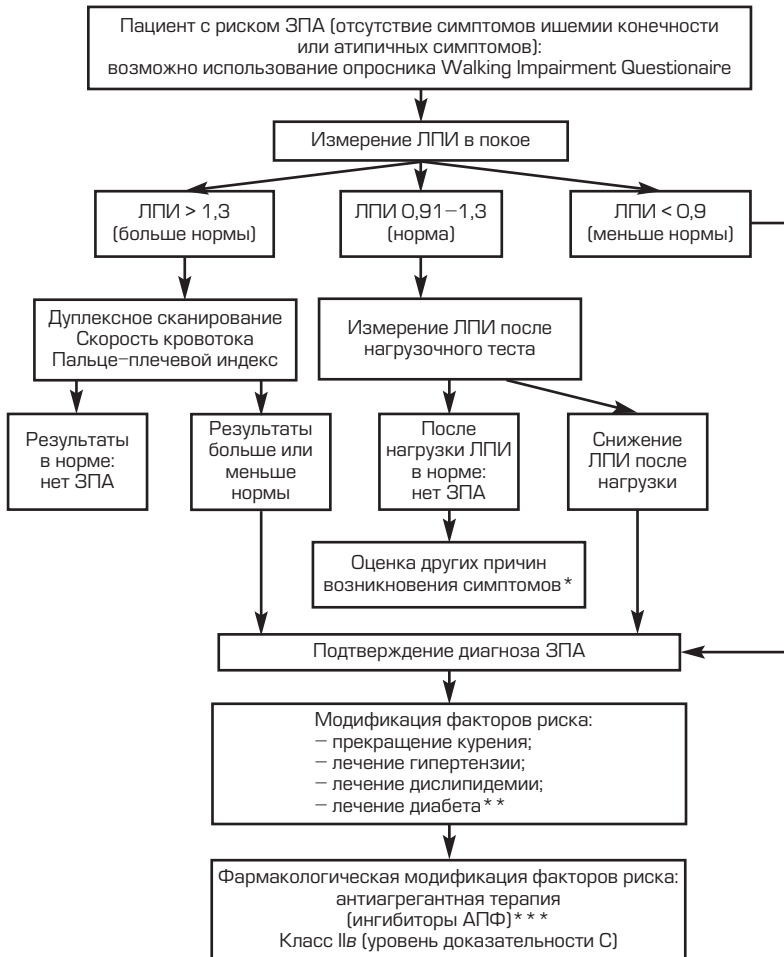 Пациент с риском ЗПА (отсутствие симптомов ишемии конечности
или атипичных симптомов):
возможно использование опросника Walking Impairment Questionaire
Измерение ЛПИ в покое
ЛПИ > 1,3
(больше нормы)
ЛПИ 0,91–1,3
(норма)
ЛПИ < 0,9
(меньше нормы)
Дуплексное сканирование
Скорость кровотока
Пальце–плечевой индекс
Измерение ЛПИ после
нагрузочного теста
Результаты
в норме:
нет ЗПА
Результаты
больше или
меньше
нормы
После
нагрузки ЛПИ
в норме:
нет ЗПА
Снижение
ЛПИ после
нагрузки
Оценка других причин
возникновения симптомов*
Подтверждение диагноза ЗПА
Модификация факторов риска:
– прекращение курения;
– лечение гипертензии;
– лечение дислипидемии;
– лечение диабета**
Фармакологическая модификация факторов риска:
антиагрегантная терапия
(ингибиторы АПФ)***
Класс IIв (уровень доказательности С)